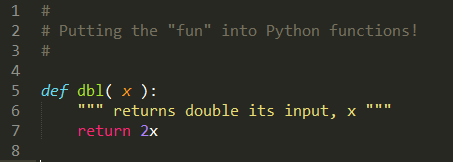 1 #
2 # Putting the "fun" into Python functions!
3 #
4
5 def dbl( x ):
6     """ returns double its input, x """
7     return 2x
8